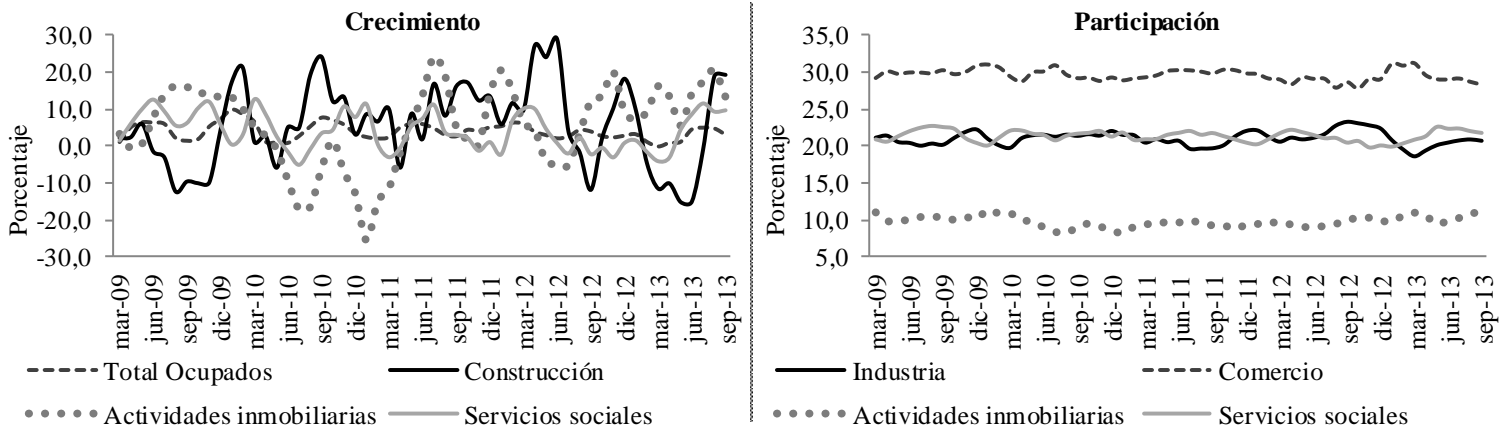 Crecimiento
Porcentaje
30,0
20,0
10,0
0,0
-10,0
-20,0
-30,0
mar-09
jun-09
sep-09
dic-09
mar-10
jun-10
sep-10
dic-10
mar-11
jun-11
sep-11
dic-11
mar-12
jun-12
sep-12
dic-12
mar-13
jun-13
sep-13
Total Ocupados
Construcción
Actividades inmobiliarias
Servicios sociales
Participación
Porcentaje
35,0
30,0
25,0
20,0
15,0
10,0
5,0
mar-09
jun-09
sep-09
dic-09
mar-10
jun-10
sep-10
dic-10
mar-11
jun-11
sep-11
dic-11
mar-12
jun-12
sep-12
dic-12
mar-13
jun-13
sep-13
Industria
Comercio
Actividades inmobiliarias
Servicios sociales